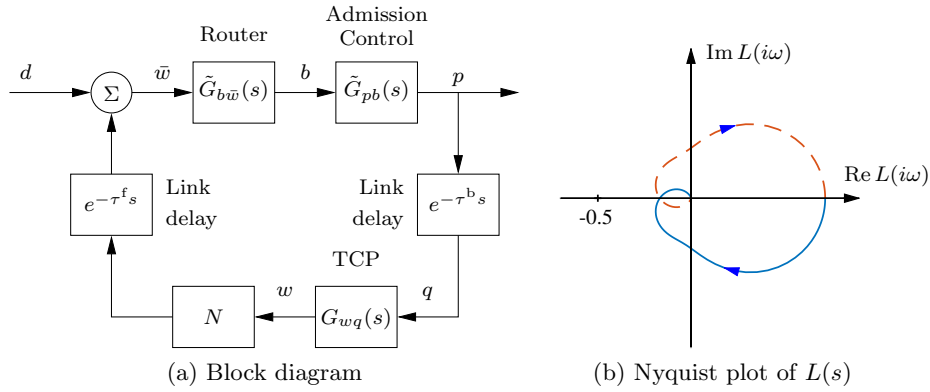 Router
Admission
Control
d
Σ
w̄
G̃_{bw̄}(s)
b
G̃_{pb}(s)
p
e^{-τ^f s}
Link
delay
Link
delay
e^{-τ^b s}
TCP
N
w
G_{wq}(s)
q
(a) Block diagram
Im L(iω)
Re L(iω)
-0.5
(b) Nyquist plot of L(s)